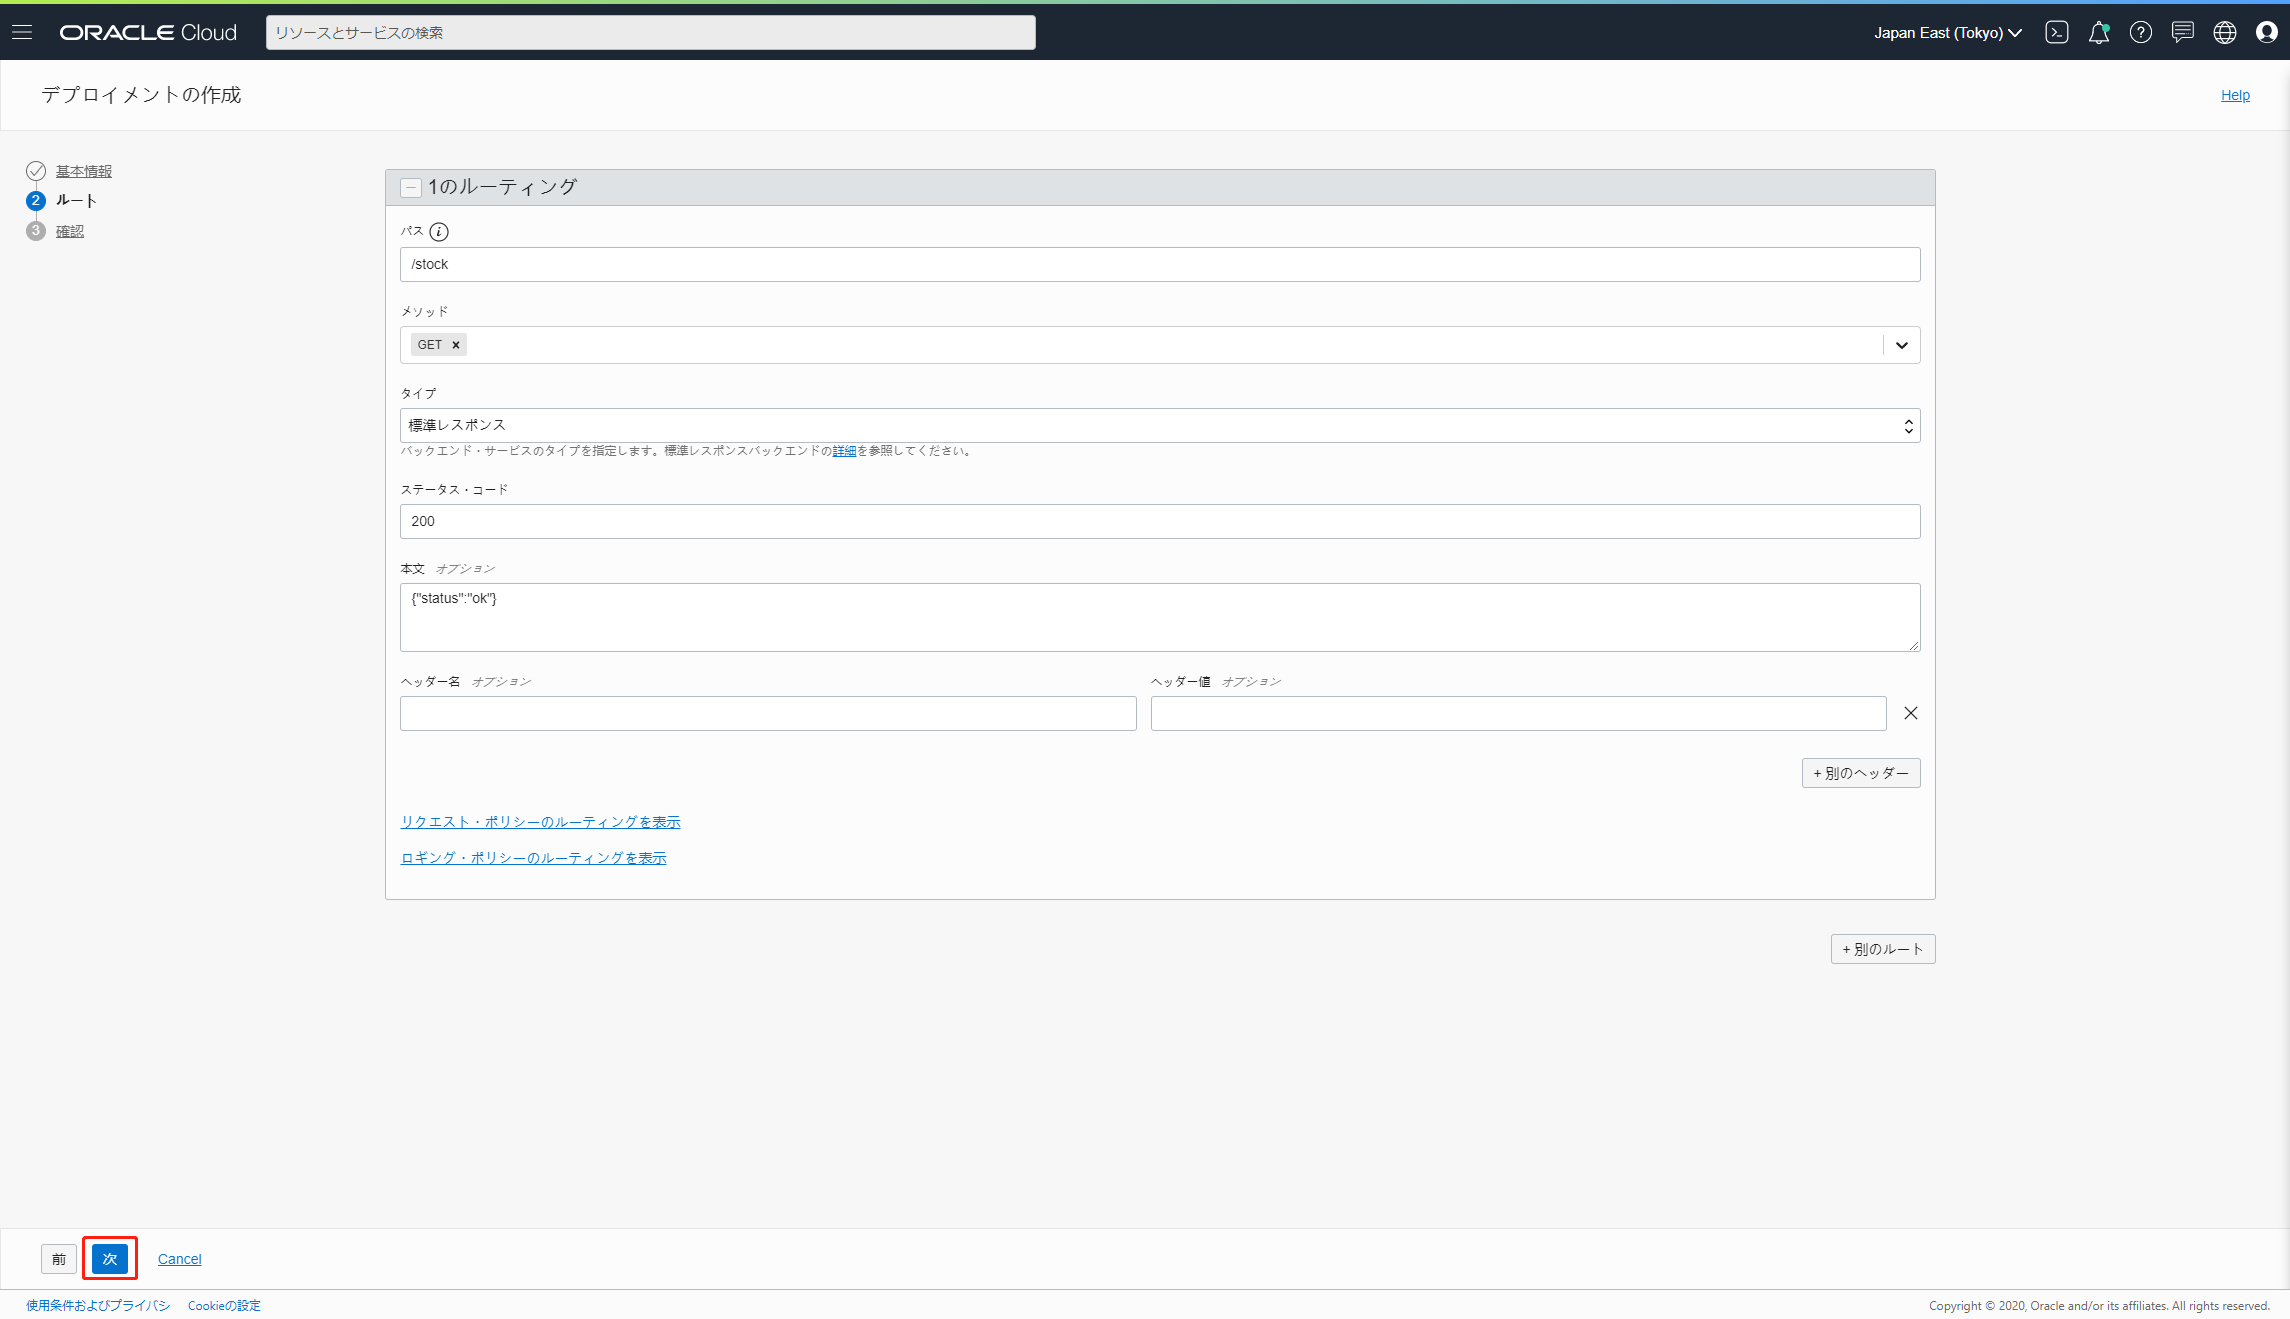 ORACLE Cloud
リソースとサービスの検索
Japan East (Tokyo)
デプロイメントの作成
Help
基本情報
2 ルート
3 確認
1のルーティング
パス
/stock
メソッド
GET ×
タイプ
標準レスポンス
バックエンド・サービスのタイプを指定します。標準レスポンスバックエンドの詳細を参照してください。
ステータス・コード
200
本文 オプション
{"status":"ok"}
ヘッダー名 オプション
ヘッダー値 オプション
+ 別のヘッダー
リクエスト・ポリシーのルーティングを表示
ロギング・ポリシーのルーティングを表示
+ 別のルート
前 次 Cancel
使用条件およびプライバシ Cookieの設定
Copyright © 2020, Oracle and/or its affiliates. All rights reserved.